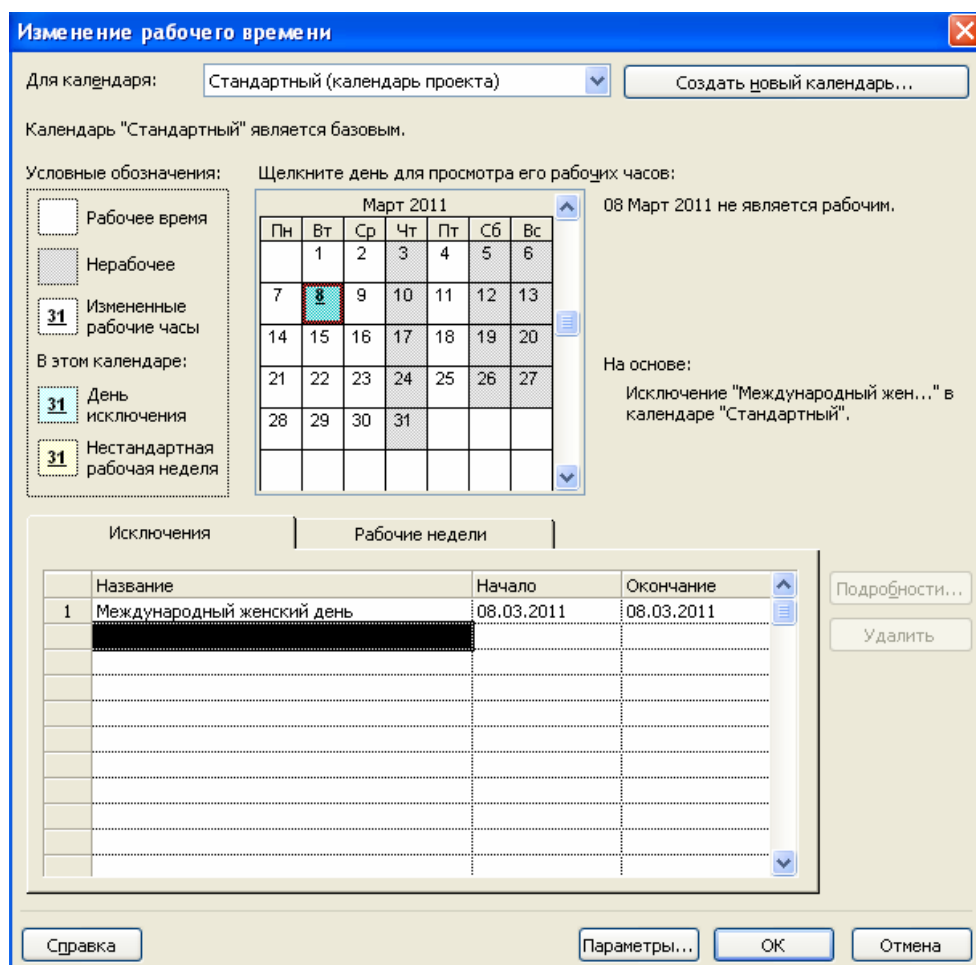 Изменение рабочего времени
Для календаря: Стандартный (календарь проекта) Создать новый календарь...
Календарь "Стандартный" является базовым.
Условные обозначения:
Рабочее время
Нерабочее
31 Измененные рабочие часы
В этом календаре:
31 День исключения
31 Нестандартная рабочая неделя
Щелкните день для просмотра его рабочих часов:
Март 2011
Пн Вт Ср Чт Пт Сб Вс
1 2 3 4 5 6
7 8 9 10 11 12 13
14 15 16 17 18 19 20
21 22 23 24 25 26 27
28 29 30 31
08 Март 2011 не является рабочим.
На основе:
Исключение "Международный жен..." в
календаре "Стандартный".
Исключения Рабочие недели
Название Начало Окончание
1 Международный женский день 08.03.2011 08.03.2011
Подробности...
Удалить
Справка Параметры... ОК Отмена